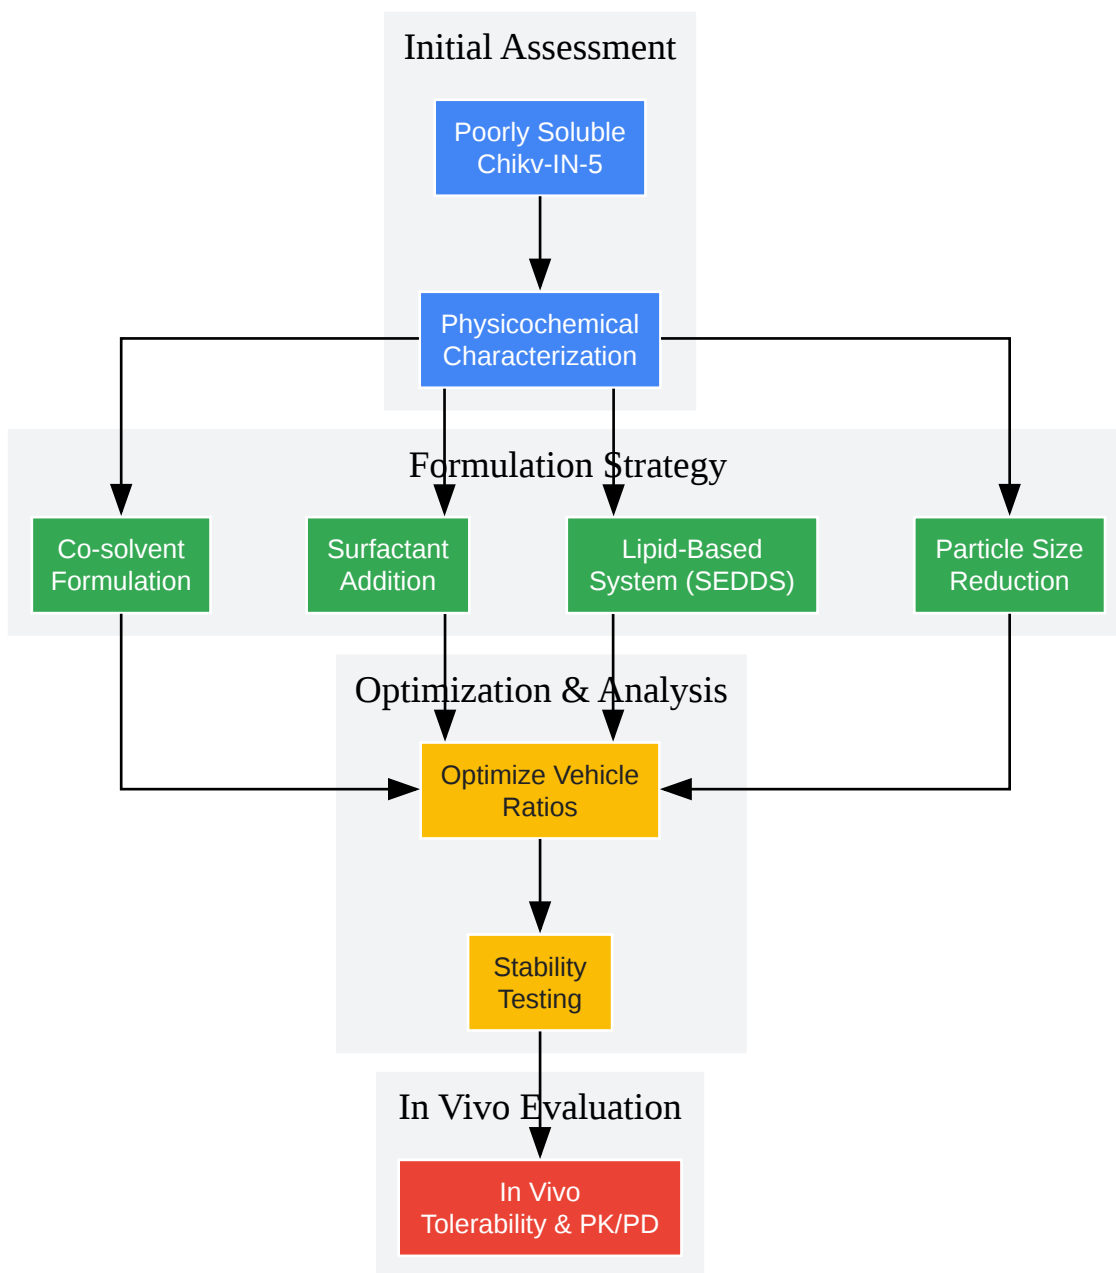 Initial Assessment
Poorly Soluble
Chikv-IN-5
Physicochemical
Characterization
Formulation Strategy
Co-solvent
Formulation
Surfactant
Addition
Lipid-Based
System (SEDDS)
Particle Size
Reduction
Optimization & Analysis
Optimize Vehicle
Ratios
Stability
Testing
In Vivo Evaluation
In Vivo
Tolerability & PK/PD